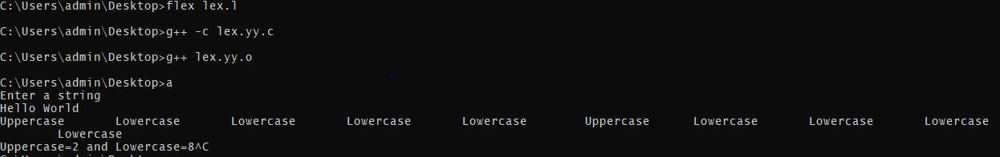 C:\Users\admin\Desktop>flex lex.l
C:\Users\admin\Desktop>g++ -c lex.yy.c
C:\Users\admin\Desktop>g++ lex.yy.o
C:\Users\admin\Desktop>a
Enter a string
Hello World
Uppercase Lowercase Lowercase Lowercase Lowercase Uppercase Lowercase Lowercase Lowercase
Lowercase
Uppercase=2 and Lowercase=8^C